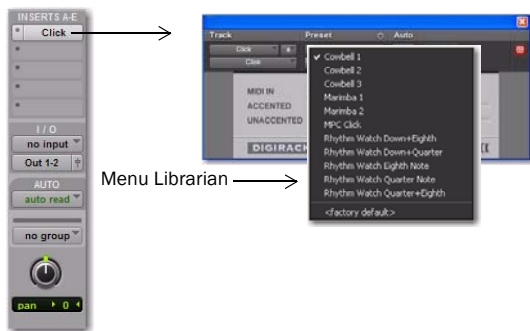 INSERTS A-E
Click
I / O
no input
Out 1-2
AUTO
auto read
no group
pan 0
Track Preset Auto
Click a
Click
MIDI IN
ACCENTED
UNACCENTED
DIGIRACK
Cowbell 1
Cowbell 2
Cowbell 3
Marimba 1
Marimba 2
MPC Click
Rhythm Watch Down+Eighth
Rhythm Watch Down+Quarter
Rhythm Watch Eighth Note
Rhythm Watch Quarter Note
Rhythm Watch Quarter+Eighth
<factory default>
Menu Librarian